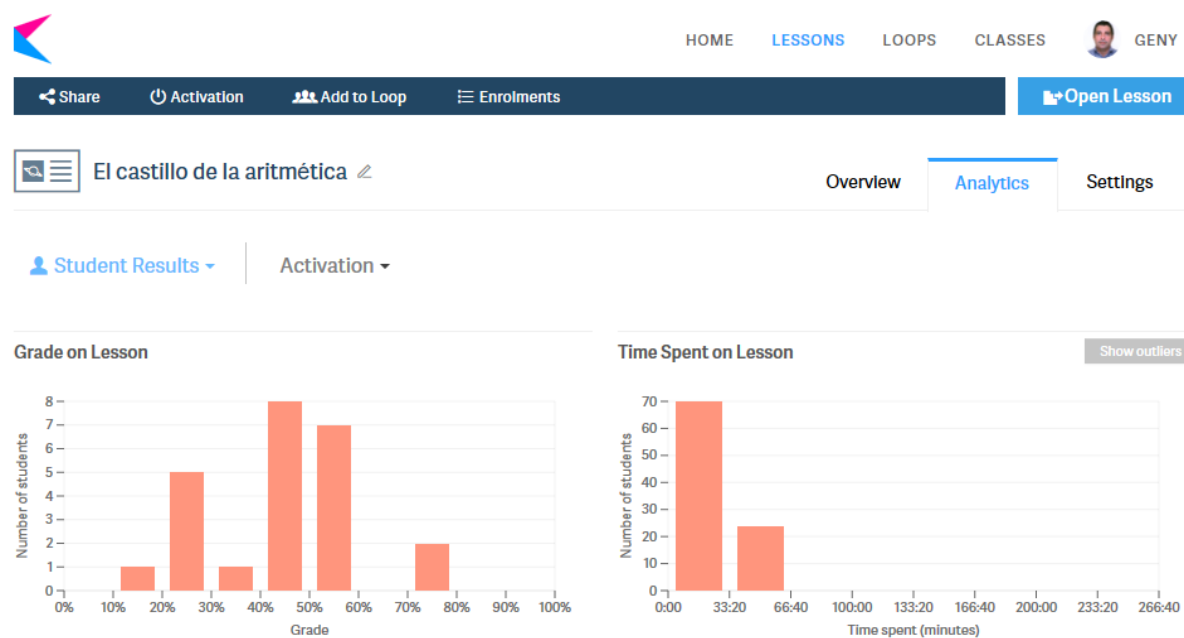 HOME LESSONS LOOPS CLASSES GENY
Share Activation Add to Loop Enrolments Open Lesson
El castillo de la aritmética
Overview Analytics Settings
Student Results Activation
Grade on Lesson
Time Spent on Lesson
Show outliers
8
7
6
5
4
3
2
1
0
Number of students
0% 10% 20% 30% 40% 50% 60% 70% 80% 90% 100%
Grade
70
60
50
40
30
20
10
0
Number of students
0:00 33:20 66:40 100:00 133:20 166:40 200:00 233:20 266:40
Time spent (minutes)